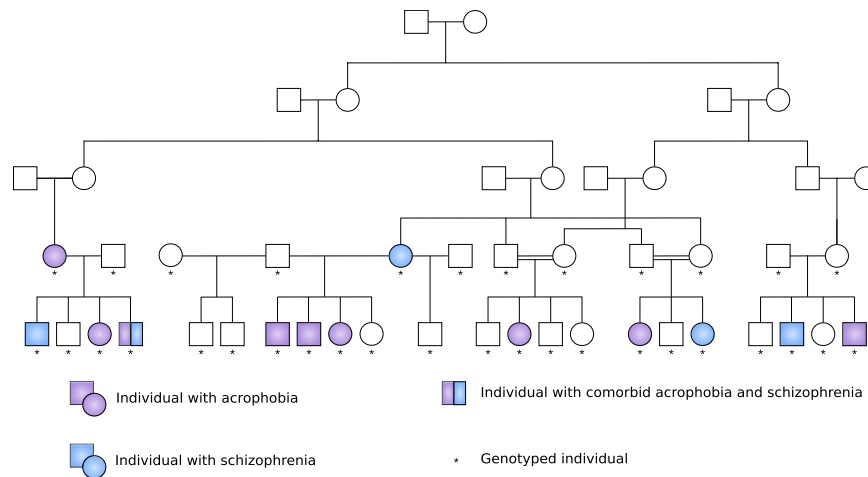 Individual with acrophobia
Individual with comorbid acrophobia and schizophrenia
Individual with schizophrenia
* Genotyped individual